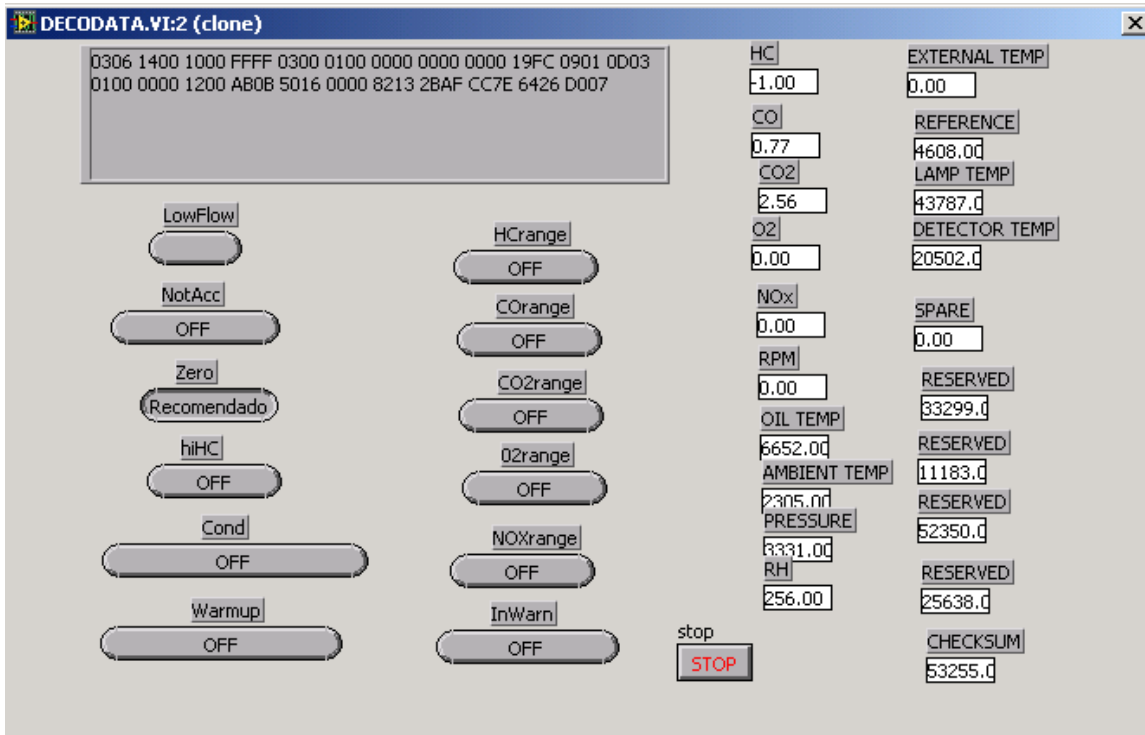 DECODATA.VI:2 (clone)
0306 1400 1000 FFFF 0300 0100 0000 0000 0000 19FC 0901 0D03
0100 0000 1200 AB0B 5016 0000 8213 2BAF CC7E 6426 D007
LowFlow
NotAcc
OFF
Zero
Recomendado
hiHC
OFF
Cond
OFF
Warmup
OFF
HCrange
OFF
COrange
OFF
CO2range
OFF
02range
OFF
NOXrange
OFF
InWarn
OFF
stop
STOP
HC
-1.00
CO
0.77
CO2
2.56
O2
0.00
NOx
0.00
RPM
0.00
OIL TEMP
6652.00
AMBIENT TEMP
2305.00
PRESSURE
3331.00
RH
256.00
EXTERNAL TEMP
0.00
REFERENCE
4608.00
LAMP TEMP
43787.0
DETECTOR TEMP
20502.0
SPARE
0.00
RESERVED
33299.0
RESERVED
11183.0
RESERVED
52350.0
RESERVED
25638.0
CHECKSUM
53255.0